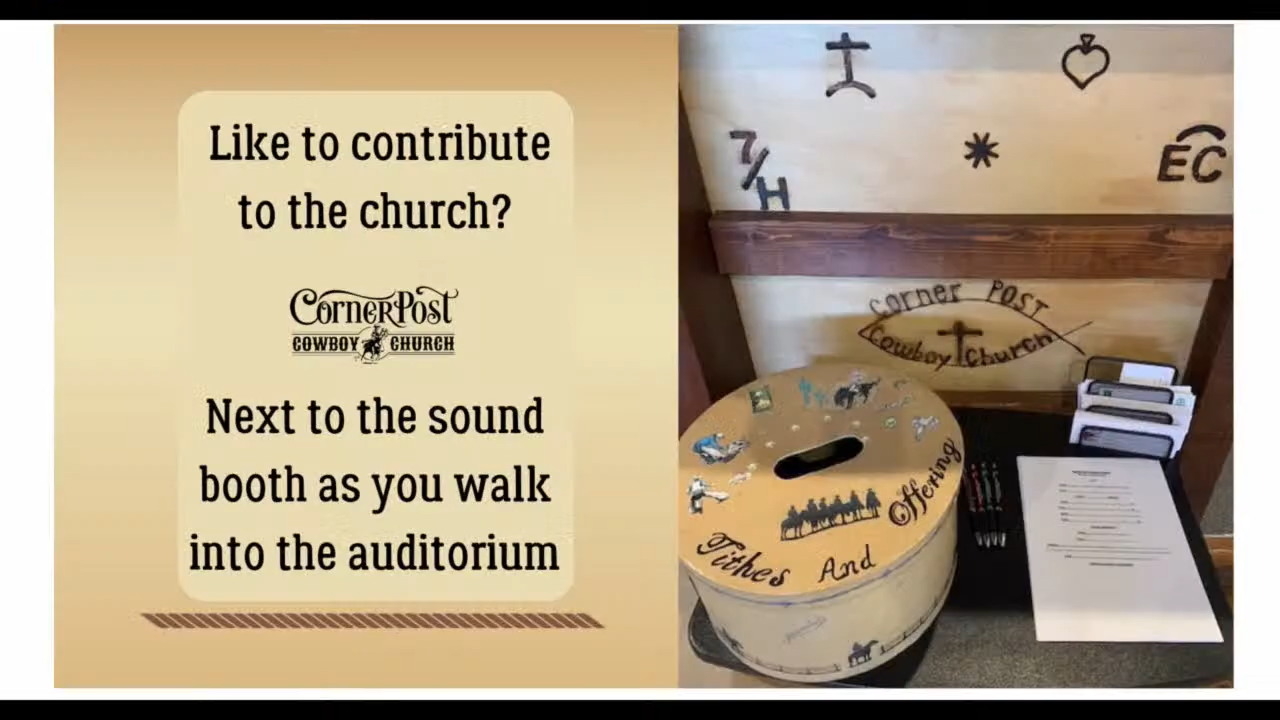 Like to contribute
to the church?
CornerPost
COWBOY CHURCH
Next to the sound
booth as you walk
into the auditorium
7/H
EC
Corner Post
Cowboy Church
Tithes And Offering